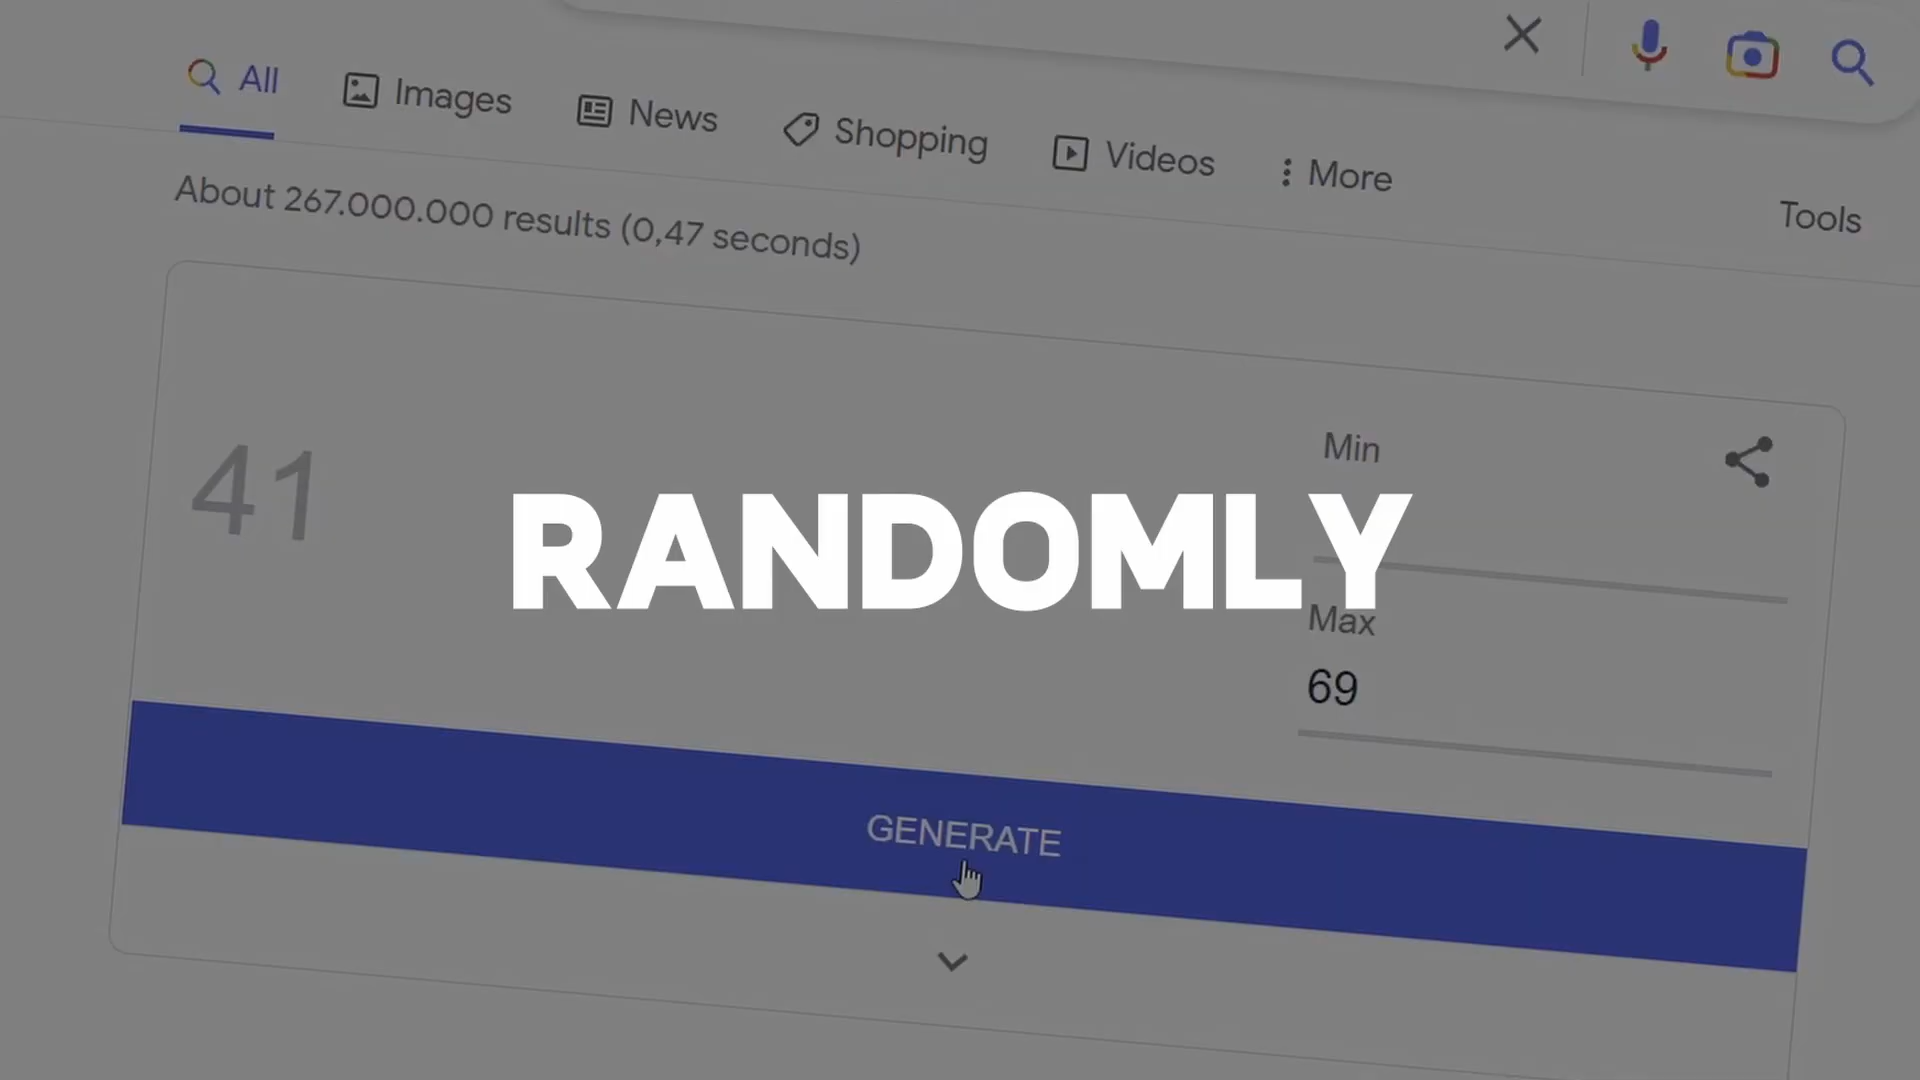 All Images News Shopping Videos More
Tools
About 267.000.000 results (0,47 seconds)
41
Min
RANDOMLY
Max
69
GENERATE